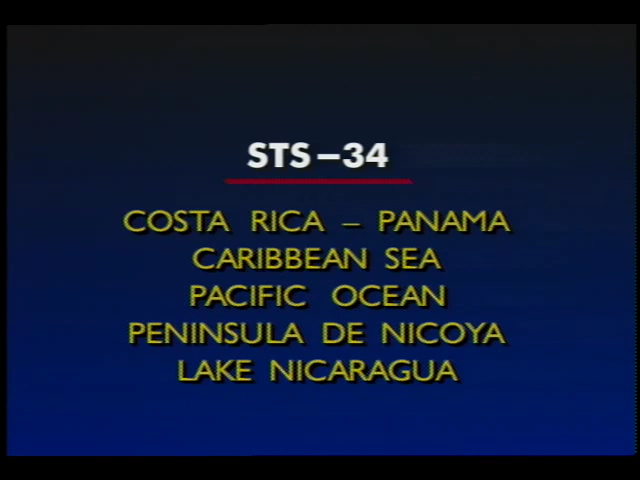 STS–34
COSTA RICA – PANAMA
CARIBBEAN SEA
PACIFIC OCEAN
PENINSULA DE NICOYA
LAKE NICARAGUA